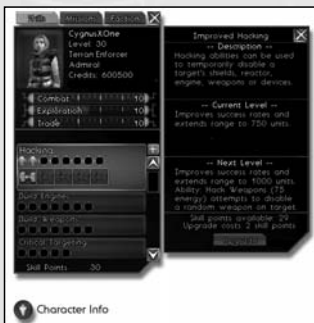 Skills Missions Faction
CygnusXOne
Level: 30
Terran Enforcer
Admiral
Credits: 600500
Combat 10
Exploration 10
Trade 10
Hacking
Build Engines
Build Weapons
Critical Targeting
Skill Points 30
Improved Hacking
-- Description --
Hacking abilities can be used
to temporarily disable a
target's shields, reactor,
engine, weapons or devices.
-- Current Level --
Improves success rates and
extends range to 750 units.
-- Next Level --
Improves success rates and
extends range to 1000 units.
Ability: Hack Weapons (75
energy) attempts to disable
a random weapon on target
Skill points available: 29
Upgrade costs 2 skill points
Upgrade
Character Info